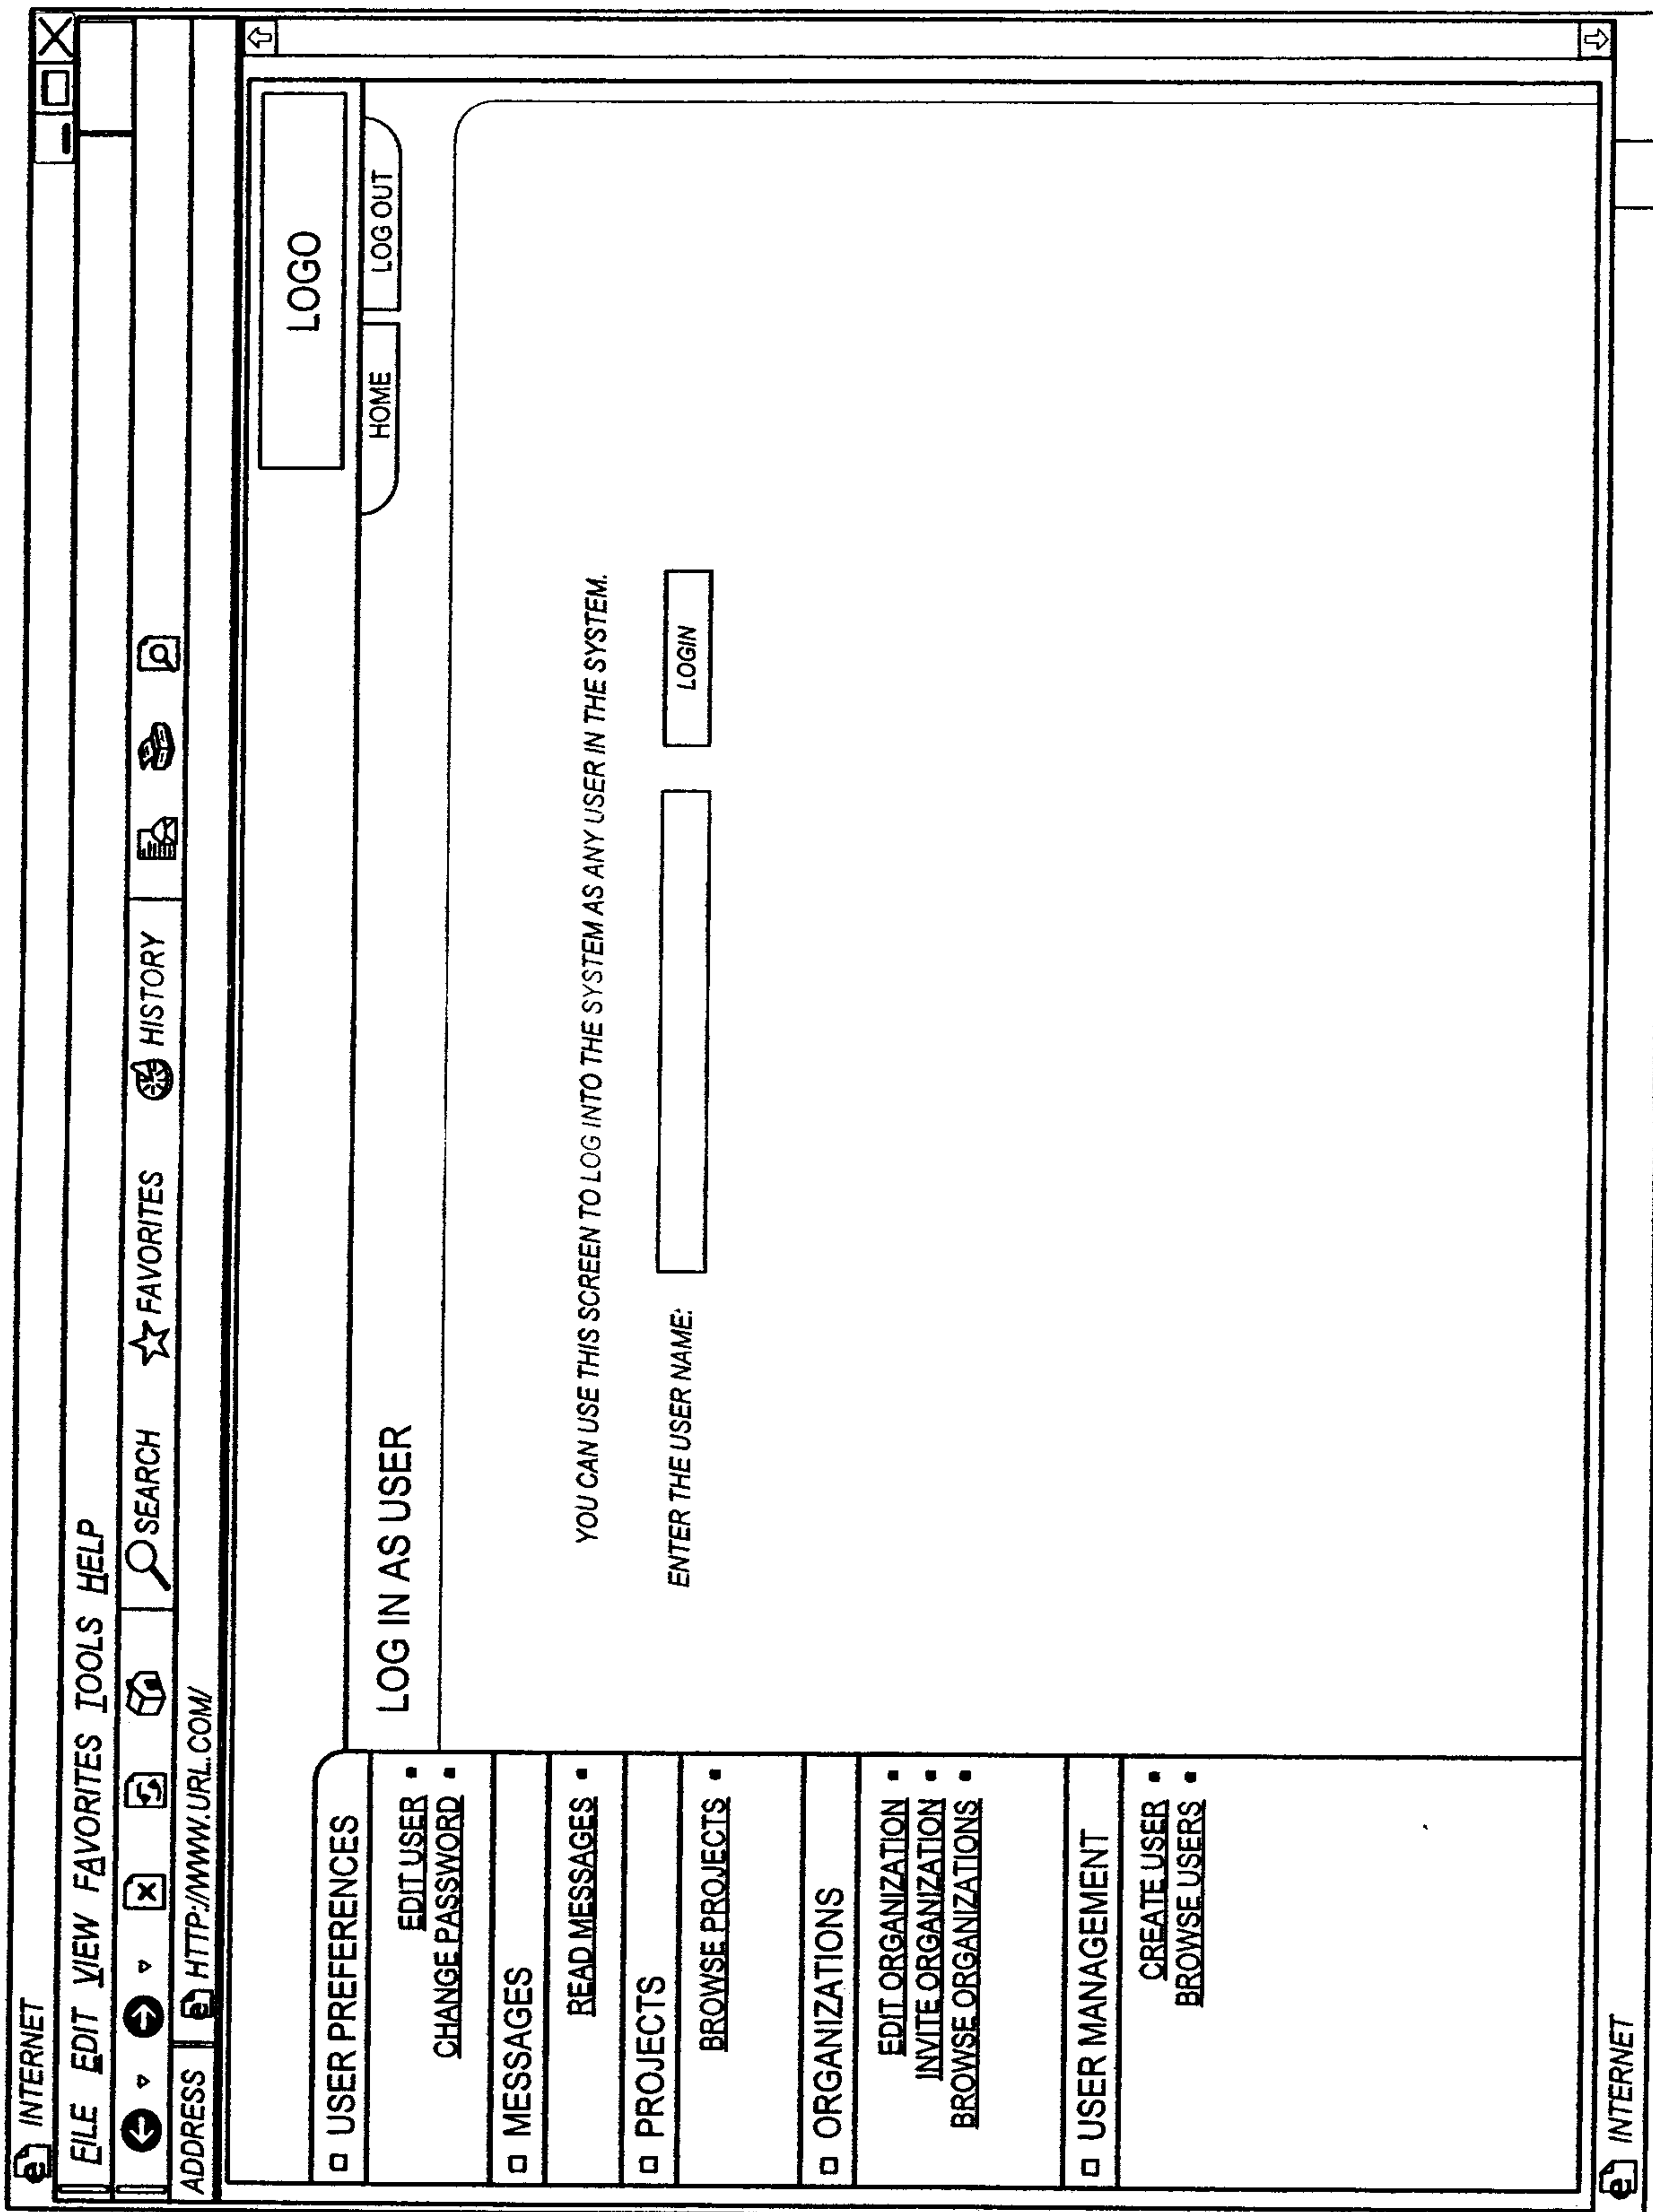 INTERNET
FILE EDIT VIEW FAVORITES TOOLS HELP
SEARCH FAVORITES HISTORY
ADDRESS HTTP://WWW.URL.COM/
LOGO
HOME LOG OUT
USER PREFERENCES
EDIT USER
CHANGE PASSWORD
MESSAGES
READ MESSAGES
PROJECTS
BROWSE PROJECTS
ORGANIZATIONS
EDIT ORGANIZATION
INVITE ORGANIZATION
BROWSE ORGANIZATIONS
USER MANAGEMENT
CREATE USER
BROWSE USERS
LOG IN AS USER
YOU CAN USE THIS SCREEN TO LOG INTO THE SYSTEM AS ANY USER IN THE SYSTEM.
ENTER THE USER NAME: LOGIN
INTERNET